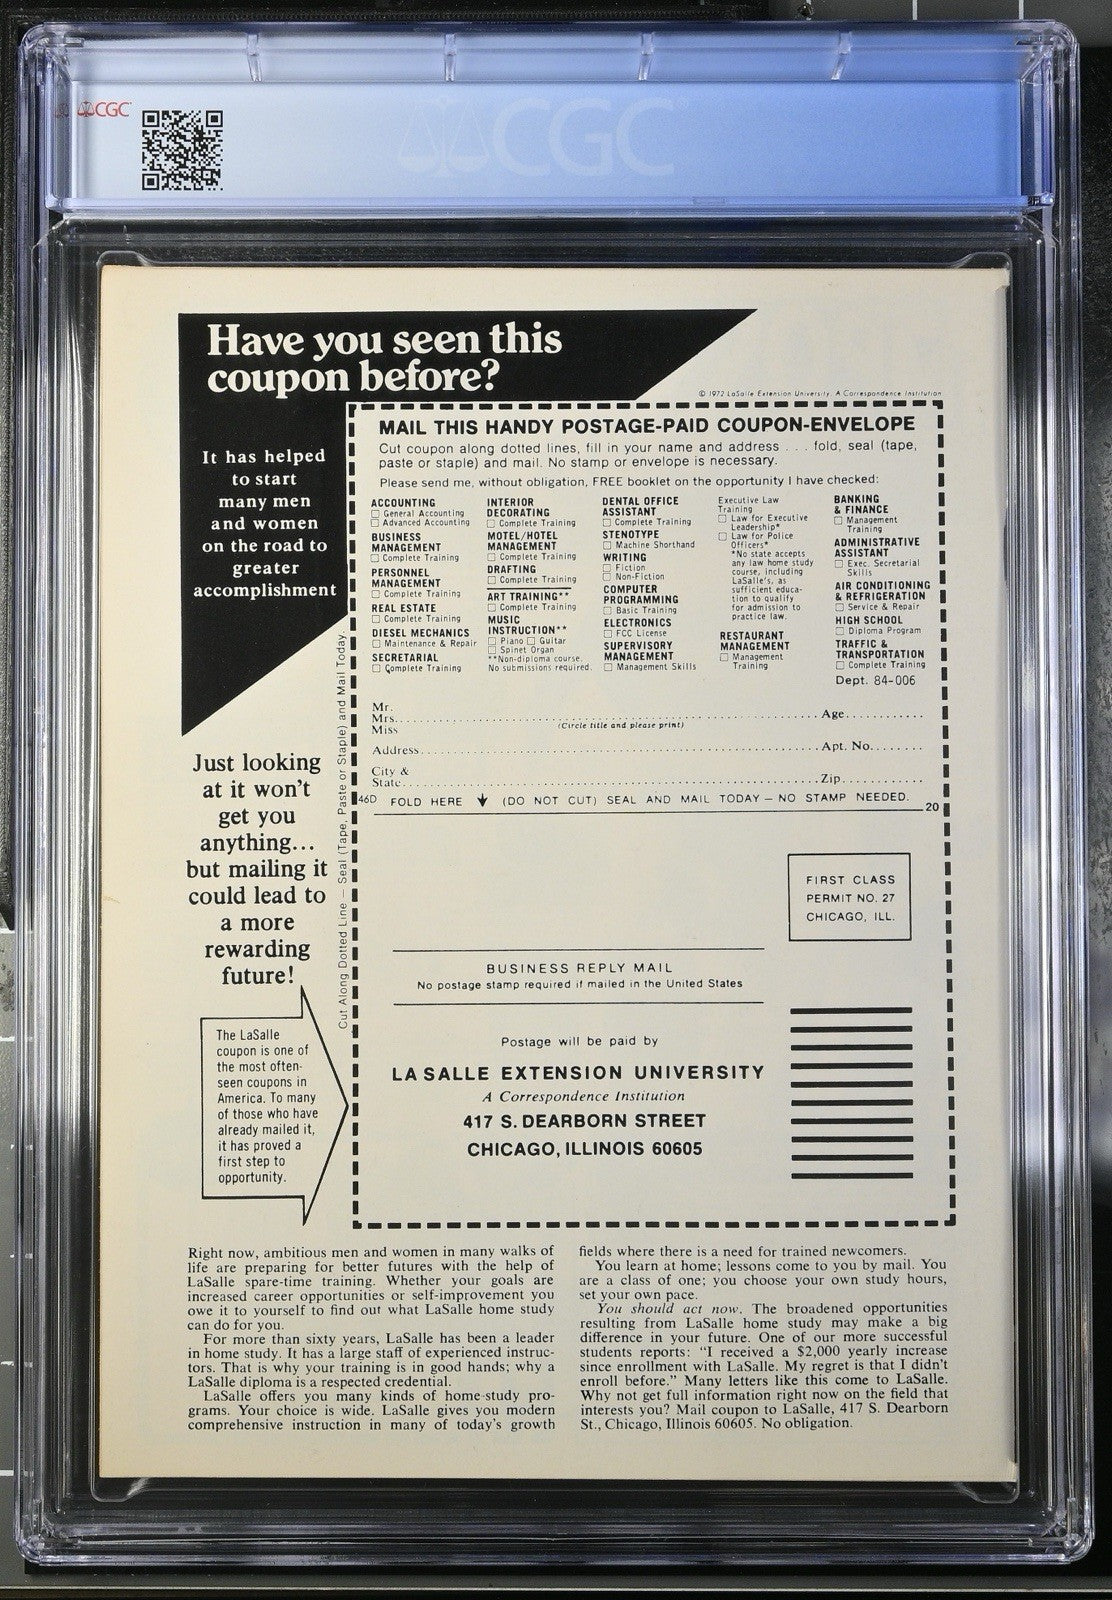 CGC
CGC
Have you seen this
coupon before?
© 1972 LaSalle Extension University, A Correspondence Institution
It has helped
to start
many men
and women
on the road to
greater
accomplishment
MAIL THIS HANDY POSTAGE-PAID COUPON-ENVELOPE
Cut coupon along dotted lines, fill in your name and address . . . fold, seal (tape,
paste or staple) and mail. No stamp or envelope is necessary.
Please send me, without obligation, FREE booklet on the opportunity I have checked:
ACCOUNTING
General Accounting
Advanced Accounting
BUSINESS
MANAGEMENT
Complete Training
PERSONNEL
MANAGEMENT
Complete Training
REAL ESTATE
Complete Training
DIESEL MECHANICS
Maintenance & Repair
SECRETARIAL
Complete Training
INTERIOR
DECORATING
Complete Training
MOTEL/HOTEL
MANAGEMENT
Complete Training
DRAFTING
Complete Training
ART TRAINING**
Complete Training
MUSIC
INSTRUCTION**
Piano Guitar
Spinet Organ
**Non-diploma course.
No submissions required.
DENTAL OFFICE
ASSISTANT
Complete Training
STENOTYPE
Machine Shorthand
WRITING
Fiction
Non-Fiction
COMPUTER
PROGRAMMING
Basic Training
ELECTRONICS
FCC License
SUPERVISORY
MANAGEMENT
Management Skills
Executive Law
Training
Law for Executive
Leadership*
Law for Police
Officers*
*No state accepts
any law home study
course, including
LaSalle's, as
sufficient educa-
tion to qualify
for admission to
practice law.
RESTAURANT
MANAGEMENT
Management
Training
BANKING
& FINANCE
Management
Training
ADMINISTRATIVE
ASSISTANT
Exec. Secretarial
Skills
AIR CONDITIONING
& REFRIGERATION
Service & Repair
HIGH SCHOOL
Diploma Program
TRAFFIC &
TRANSPORTATION
Complete Training
Dept. 84-006
Mr.
Mrs. Age
Miss (Circle title and please print)
Address Apt. No.
City &
State Zip
46D FOLD HERE (DO NOT CUT) SEAL AND MAIL TODAY — NO STAMP NEEDED. 20
Cut Along Dotted Line — Seal (Tape, Paste or Staple) and Mail Today.
Just looking
at it won't
get you
anything...
but mailing it
could lead to
a more
rewarding
future!
FIRST CLASS
PERMIT NO. 27
CHICAGO, ILL.
BUSINESS REPLY MAIL
No postage stamp required if mailed in the United States
Postage will be paid by
LA SALLE EXTENSION UNIVERSITY
A Correspondence Institution
417 S. DEARBORN STREET
CHICAGO, ILLINOIS 60605
The LaSalle
coupon is one of
the most often-
seen coupons in
America. To many
of those who have
already mailed it,
it has proved a
first step to
opportunity.
Right now, ambitious men and women in many walks of
life are preparing for better futures with the help of
LaSalle spare-time training. Whether your goals are
increased career opportunities or self-improvement you
owe it to yourself to find out what LaSalle home study
can do for you.
For more than sixty years, LaSalle has been a leader
in home study. It has a large staff of experienced instruc-
tors. That is why your training is in good hands; why a
LaSalle diploma is a respected credential.
LaSalle offers you many kinds of home-study pro-
grams. Your choice is wide. LaSalle gives you modern
comprehensive instruction in many of today's growth
fields where there is a need for trained newcomers.
You learn at home; lessons come to you by mail. You
are a class of one; you choose your own study hours,
set your own pace.
You should act now. The broadened opportunities
resulting from LaSalle home study may make a big
difference in your future. One of our more successful
students reports: "I received a $2,000 yearly increase
since enrollment with LaSalle. My regret is that I didn't
enroll before." Many letters like this come to LaSalle.
Why not get full information right now on the field that
interests you? Mail coupon to LaSalle, 417 S. Dearborn
St., Chicago, Illinois 60605. No obligation.